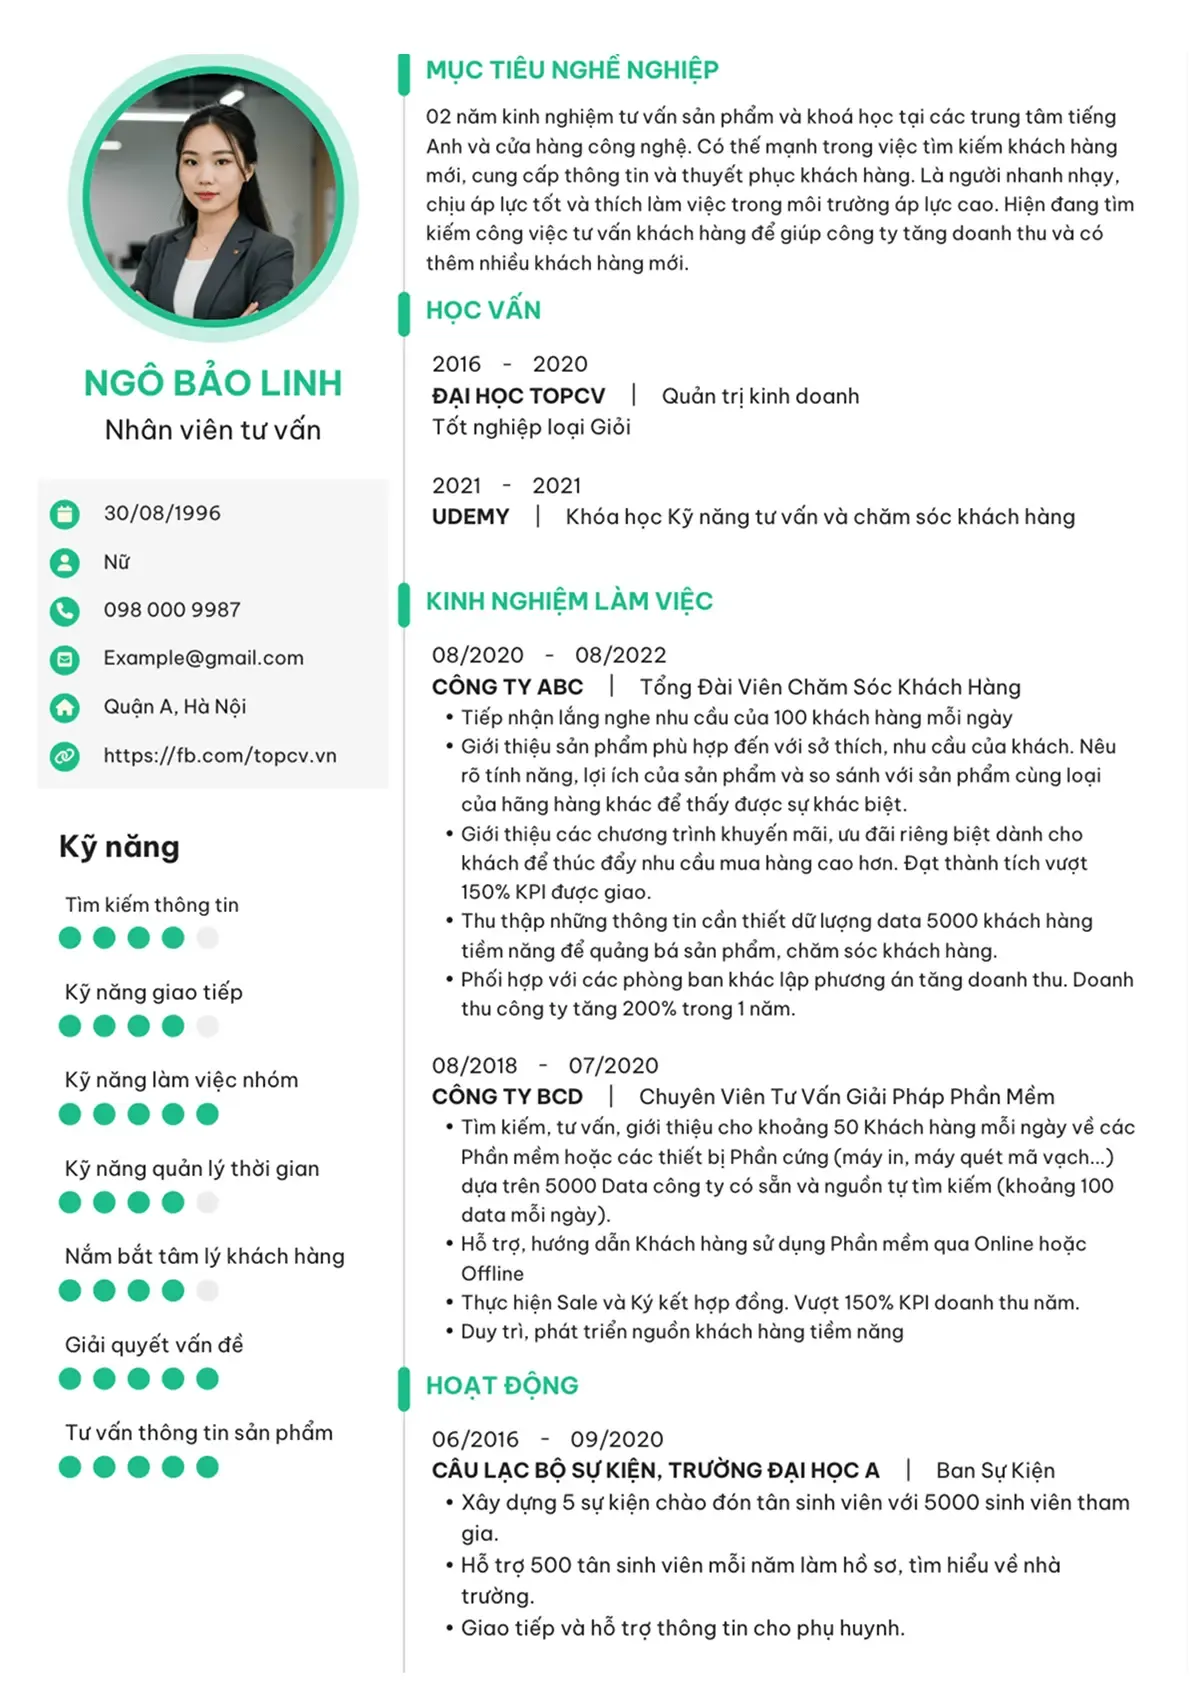 NGÔ BẢO LINH
Nhân viên tư vấn
30/08/1996
Nữ
098 000 9987
Example@gmail.com
Quận A, Hà Nội
https://fb.com/topcv.vn
Kỹ năng
Tìm kiếm thông tin
Kỹ năng giao tiếp
Kỹ năng làm việc nhóm
Kỹ năng quản lý thời gian
Nắm bắt tâm lý khách hàng
Giải quyết vấn đề
Tư vấn thông tin sản phẩm
MỤC TIÊU NGHỀ NGHIỆP
02 năm kinh nghiệm tư vấn sản phẩm và khoá học tại các trung tâm tiếng
Anh và cửa hàng công nghệ. Có thế mạnh trong việc tìm kiếm khách hàng
mới, cung cấp thông tin và thuyết phục khách hàng. Là người nhanh nhạy,
chịu áp lực tốt và thích làm việc trong môi trường áp lực cao. Hiện đang tìm
kiếm công việc tư vấn khách hàng để giúp công ty tăng doanh thu và có
thêm nhiều khách hàng mới.
HỌC VẤN
2016 - 2020
ĐẠI HỌC TOPCV | Quản trị kinh doanh
Tốt nghiệp loại Giỏi
2021 - 2021
UDEMY | Khóa học Kỹ năng tư vấn và chăm sóc khách hàng
KINH NGHIỆM LÀM VIỆC
08/2020 - 08/2022
CÔNG TY ABC | Tổng Đài Viên Chăm Sóc Khách Hàng
• Tiếp nhận lắng nghe nhu cầu của 100 khách hàng mỗi ngày
• Giới thiệu sản phẩm phù hợp đến với sở thích, nhu cầu của khách. Nêu
rõ tính năng, lợi ích của sản phẩm và so sánh với sản phẩm cùng loại
của hãng hàng khác để thấy được sự khác biệt.
• Giới thiệu các chương trình khuyến mãi, ưu đãi riêng biệt dành cho
khách để thúc đẩy nhu cầu mua hàng cao hơn. Đạt thành tích vượt
150% KPI được giao.
• Thu thập những thông tin cần thiết dữ lượng data 5000 khách hàng
tiềm năng để quảng bá sản phẩm, chăm sóc khách hàng.
• Phối hợp với các phòng ban khác lập phương án tăng doanh thu. Doanh
thu công ty tăng 200% trong 1 năm.
08/2018 - 07/2020
CÔNG TY BCD | Chuyên Viên Tư Vấn Giải Pháp Phần Mềm
• Tìm kiếm, tư vấn, giới thiệu cho khoảng 50 Khách hàng mỗi ngày về các
Phần mềm hoặc các thiết bị Phần cứng (máy in, máy quét mã vạch...)
dựa trên 5000 Data công ty có sẵn và nguồn tự tìm kiếm (khoảng 100
data mỗi ngày).
• Hỗ trợ, hướng dẫn Khách hàng sử dụng Phần mềm qua Online hoặc
Offline
• Thực hiện Sale và Ký kết hợp đồng. Vượt 150% KPI doanh thu năm.
• Duy trì, phát triển nguồn khách hàng tiềm năng
HOẠT ĐỘNG
06/2016 - 09/2020
CÂU LẠC BỘ SỰ KIỆN, TRƯỜNG ĐẠI HỌC A | Ban Sự Kiện
• Xây dựng 5 sự kiện chào đón tân sinh viên với 5000 sinh viên tham
gia.
• Hỗ trợ 500 tân sinh viên mỗi năm làm hồ sơ, tìm hiểu về nhà
trường.
• Giao tiếp và hỗ trợ thông tin cho phụ huynh.